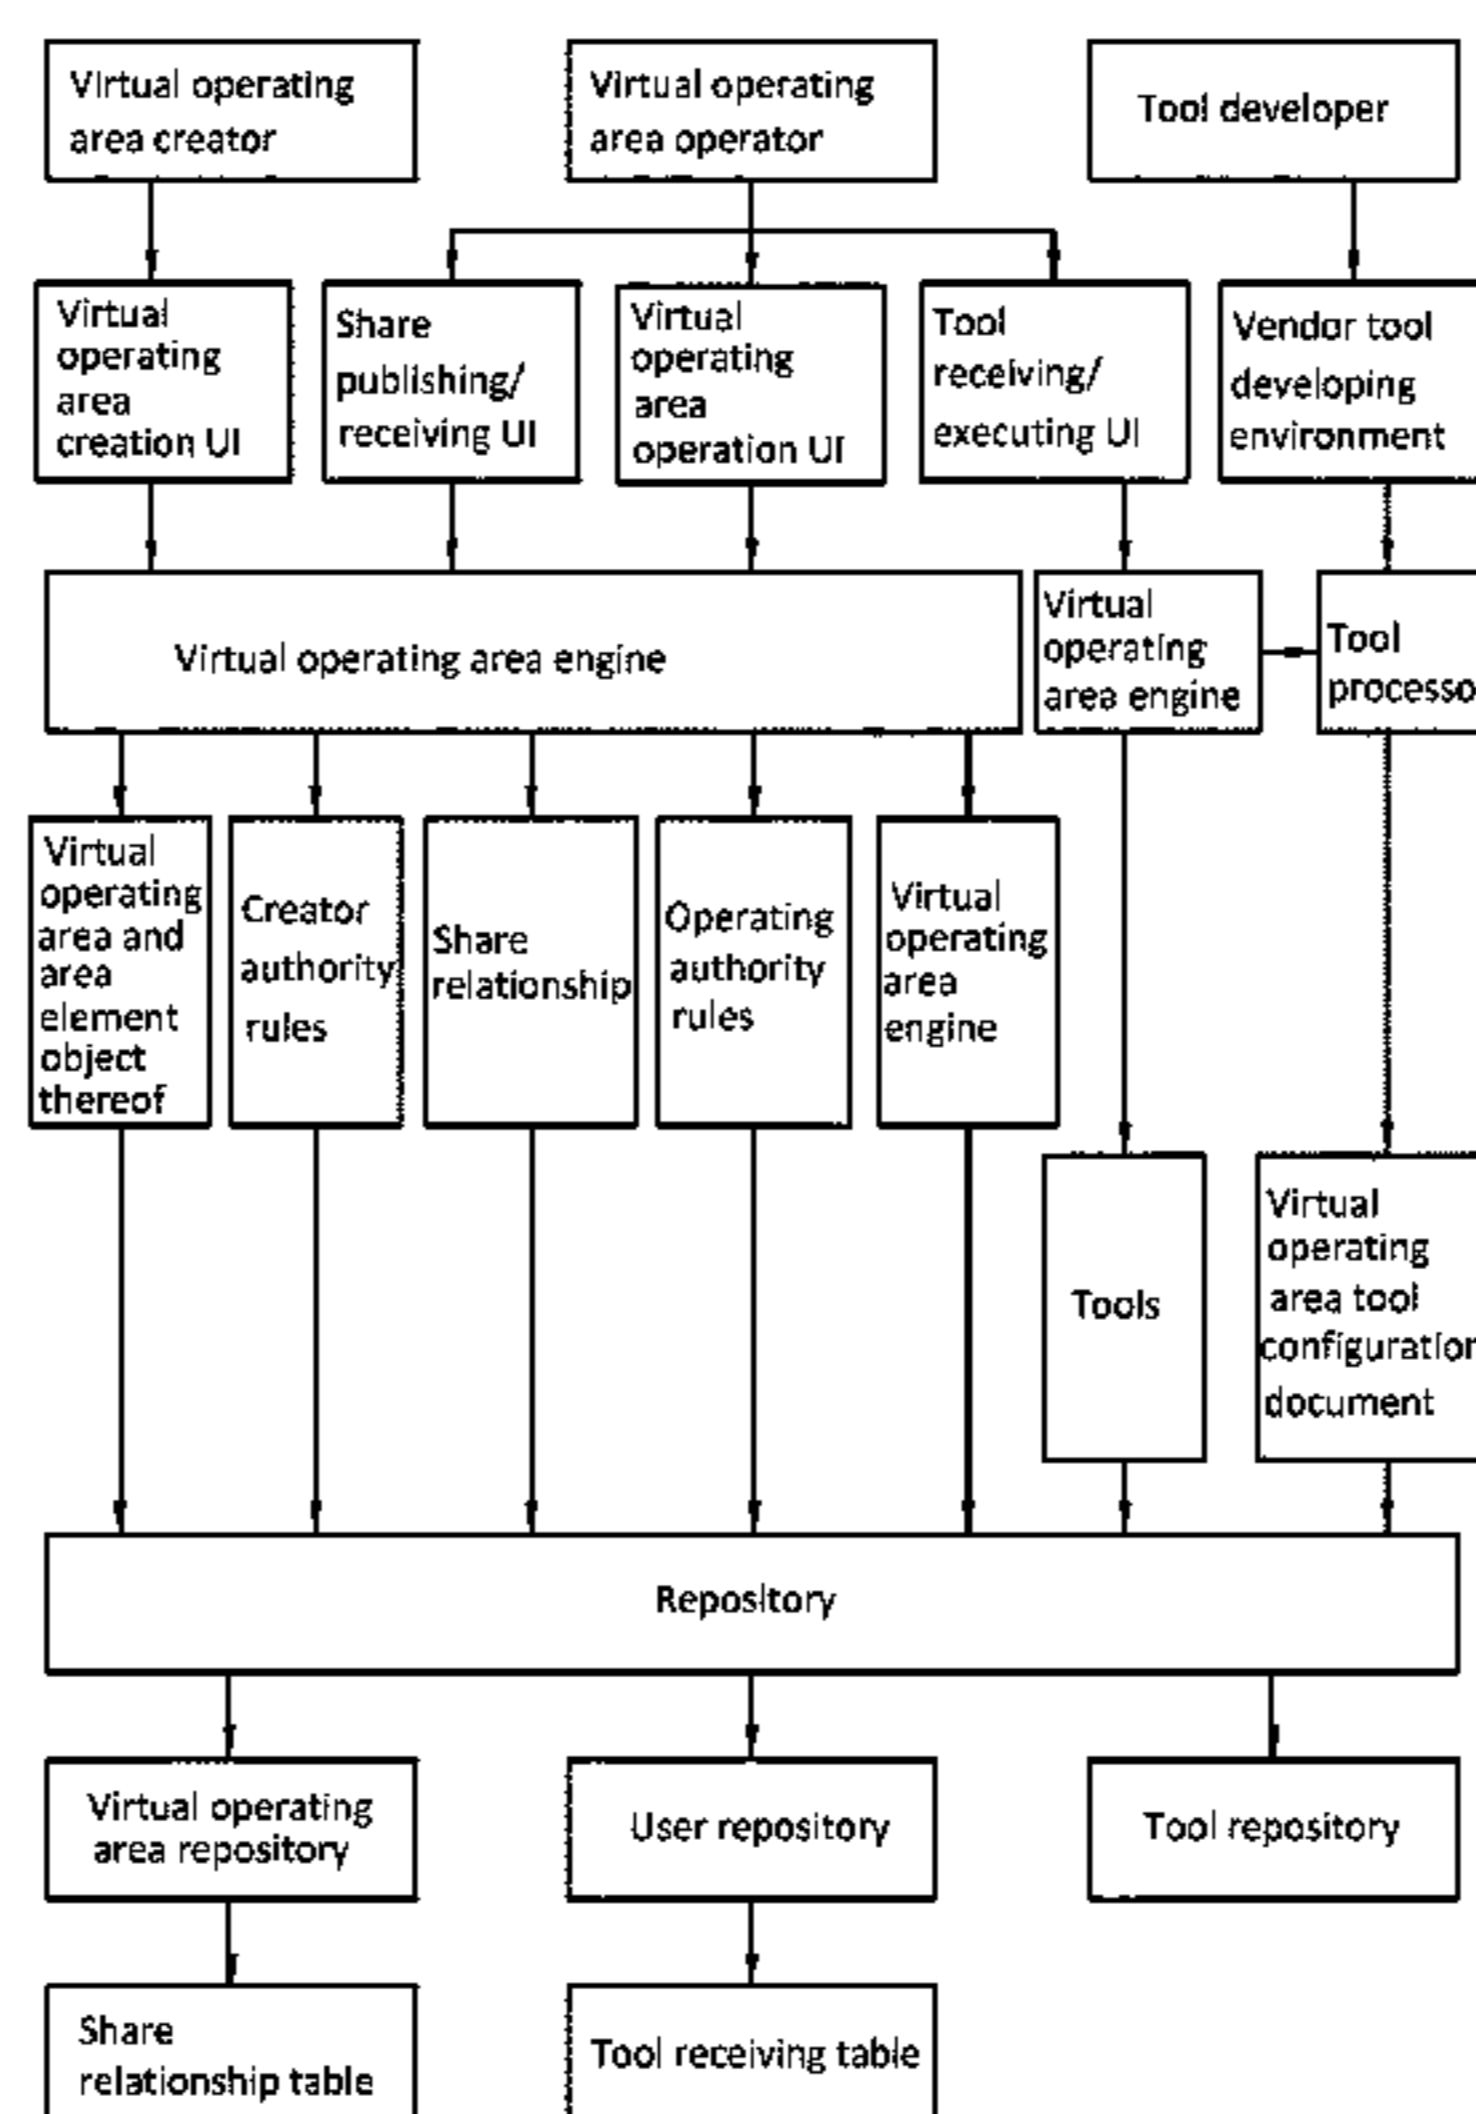 Virtual operating
area creator
Virtual operating
area operator
Tool developer
Virtual
operating
area
creation UI
Share
publishing/
receiving UI
Virtual
operating
area
operation UI
Tool
receiving/
executing UI
Vendor tool
developing
environment
Virtual operating area engine
Virtual
operating
area engine
Tool
processo
Virtual
operating
area and
area
element
object
thereof
Creator
authority
rules
Share
relationship
Operating
authority
rules
Virtual
operating
area
engine
Tools
Virtual
operating
area tool
configuration
document
Repository
Virtual operating
area repository
User repository
Tool repository
Share
relationship table
Tool receiving table